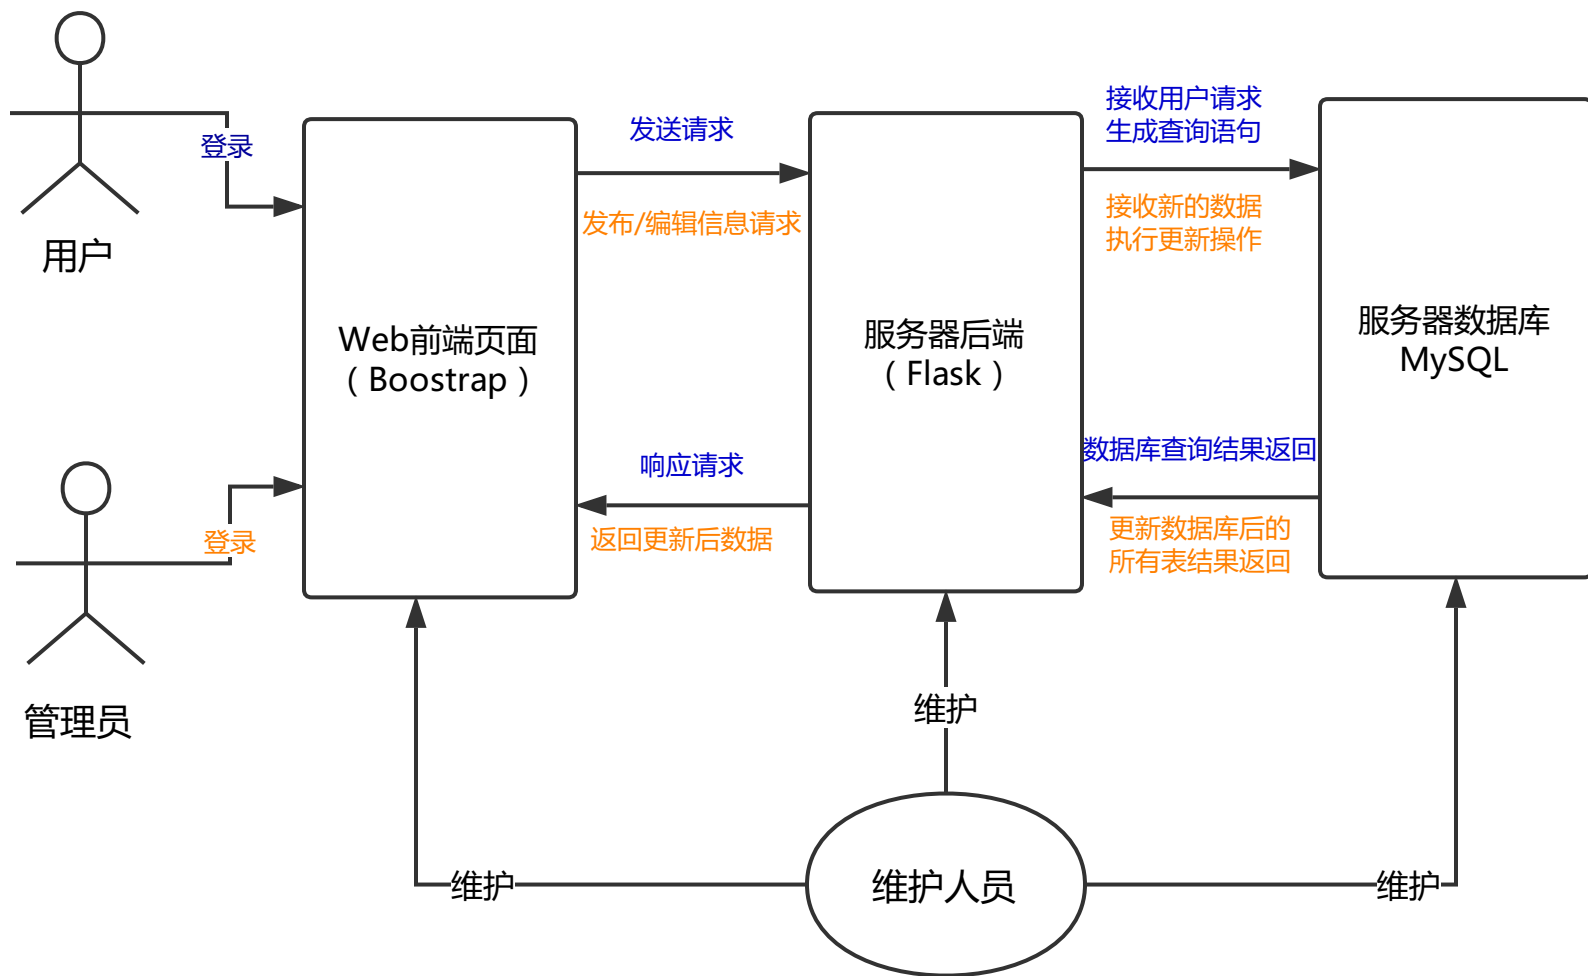 用户
登录
Web前端页面
（Boostrap）
发送请求
发布/编辑信息请求
服务器后端
（Flask）
接收用户请求
生成查询语句
接收新的数据
执行更新操作
服务器数据库
MySQL
响应请求
返回更新后数据
数据库查询结果返回
更新数据库后的
所有表结果返回
登录
管理员
维护
维护
维护人员
维护